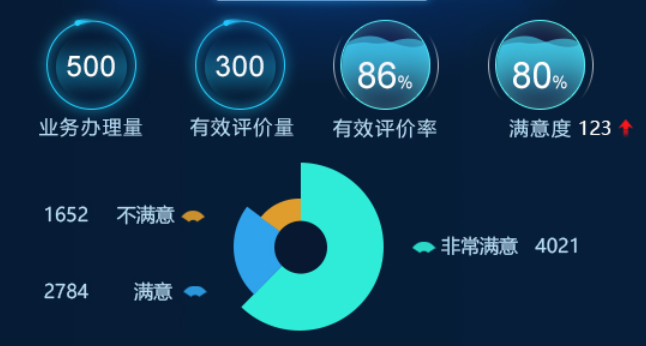 500 300 86% 80%
业务办理量 有效评价量 有效评价率 满意度 123
1652 不满意
非常满意 4021
2784 满意